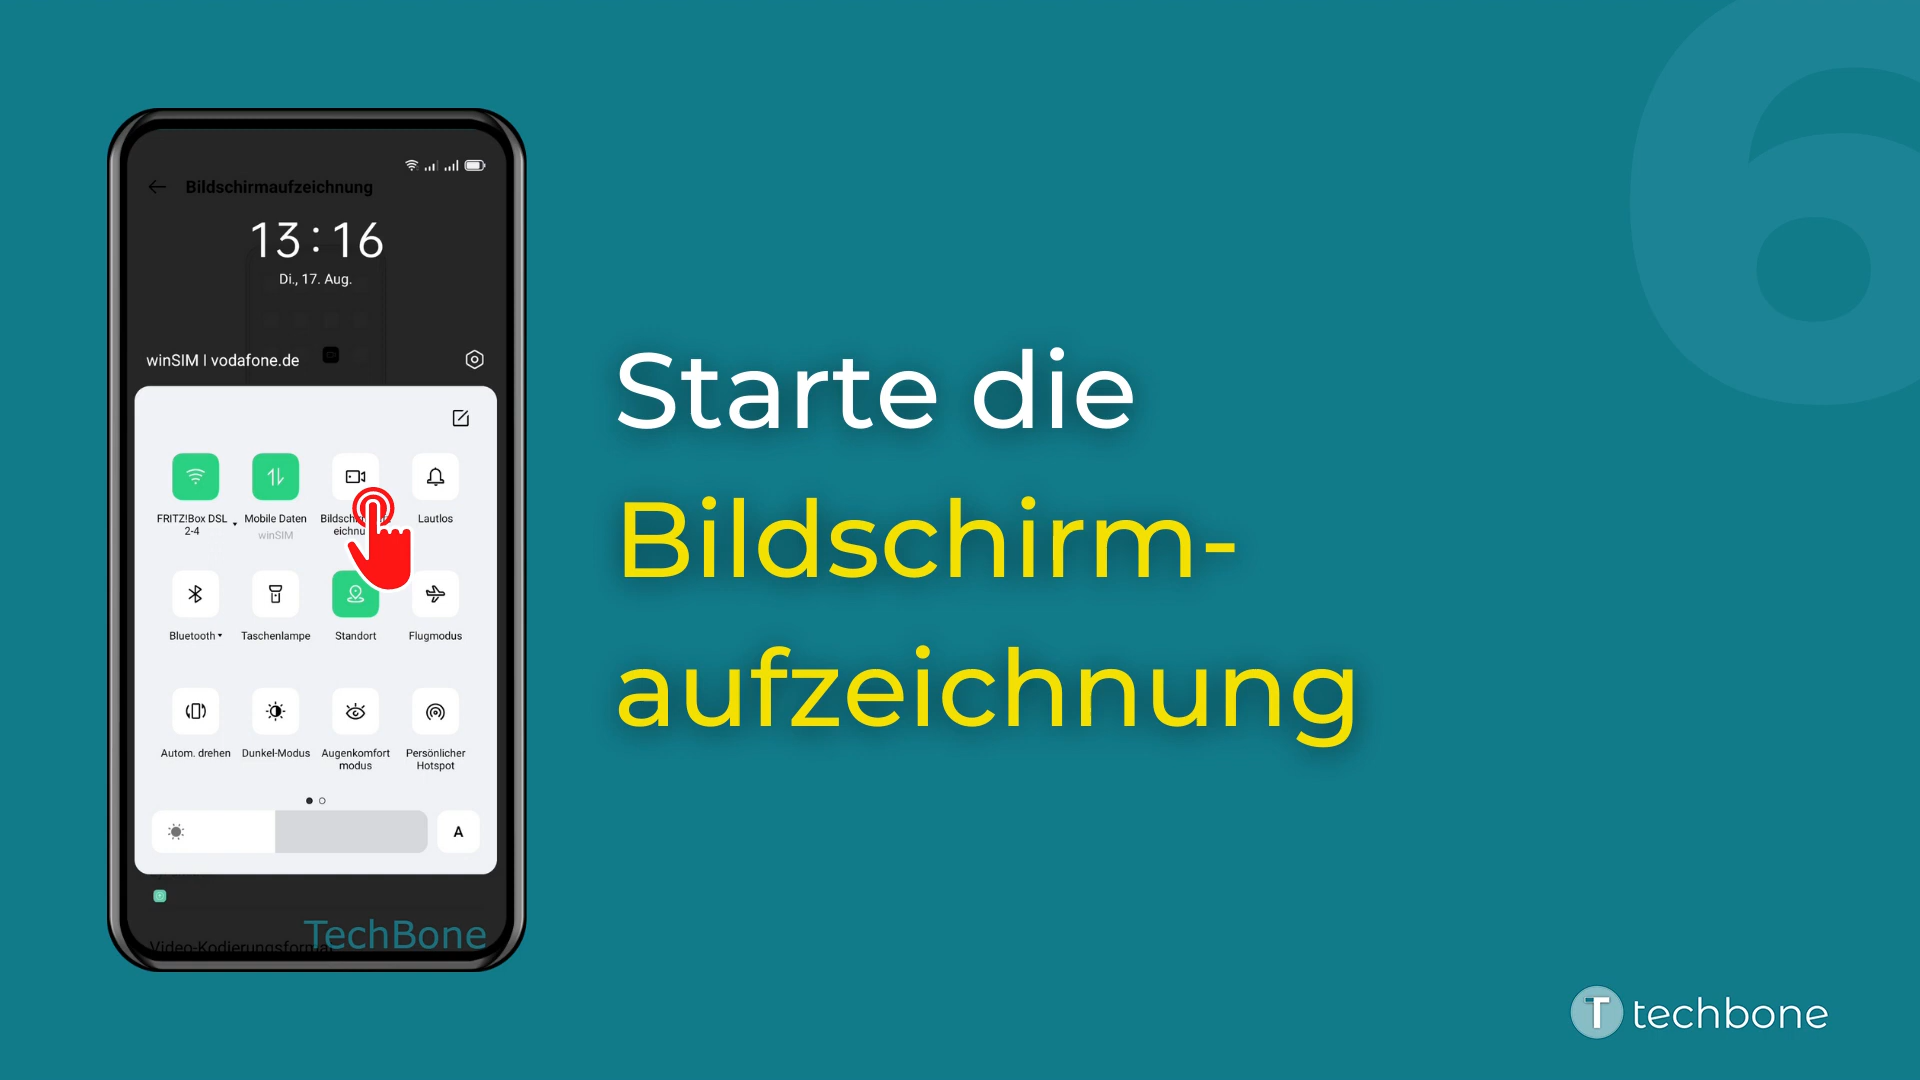 6
Bildschirmaufzeichnung
13:16
Di., 17. Aug.
winSIM | vodafone.de
FRITZ!Box DSL
2-4
Mobile Daten
winSIM
Lautlos
Bluetooth
Taschenlampe
Standort
Flugmodus
Autom. drehen
Dunkel-Modus
Augenkomfort
modus
Persönlicher
Hotspot
A
TechBone
Starte die
Bildschirm-
aufzeichnung
T techbone